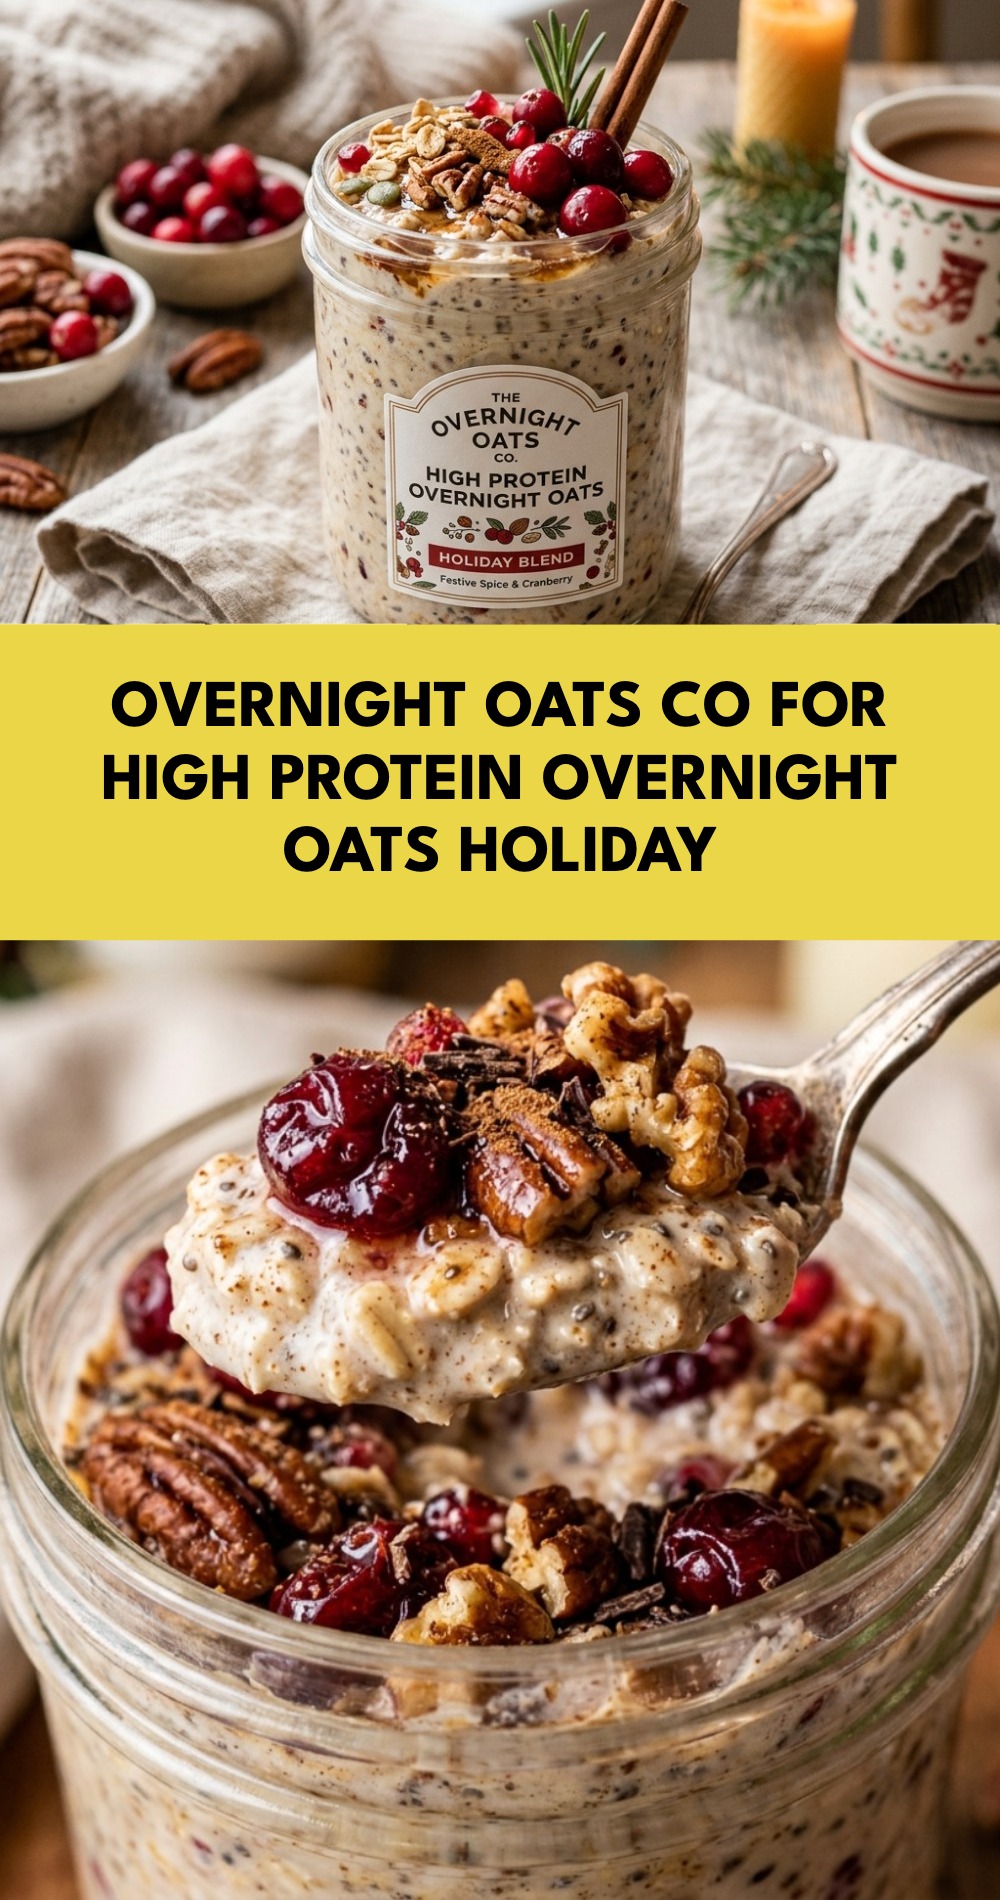 THE
OVERNIGHT
OATS
CO.
HIGH PROTEIN
OVERNIGHT OATS
HOLIDAY BLEND
Festive Spice & Cranberry
OVERNIGHT OATS CO FOR
HIGH PROTEIN OVERNIGHT
OATS HOLIDAY